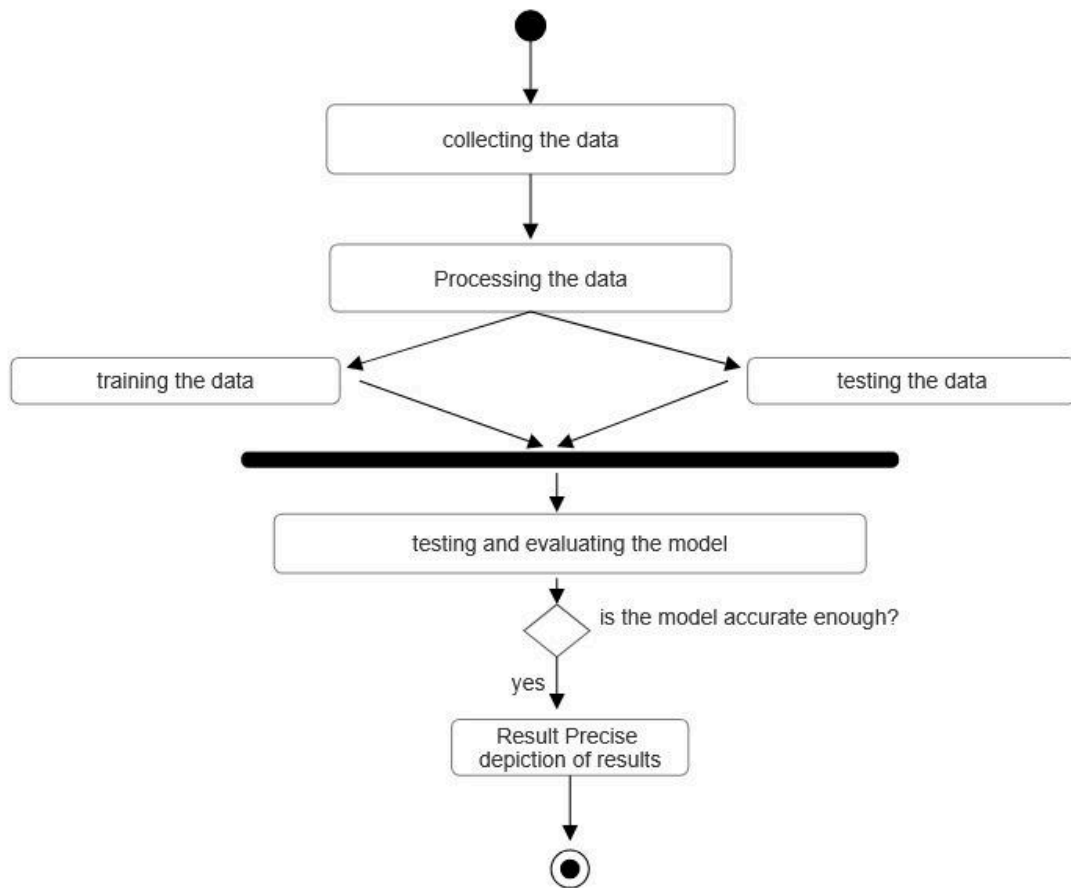 collecting the data
Processing the data
training the data
testing the data
testing and evaluating the model
is the model accurate enough?
yes
Result Precise
depiction of results